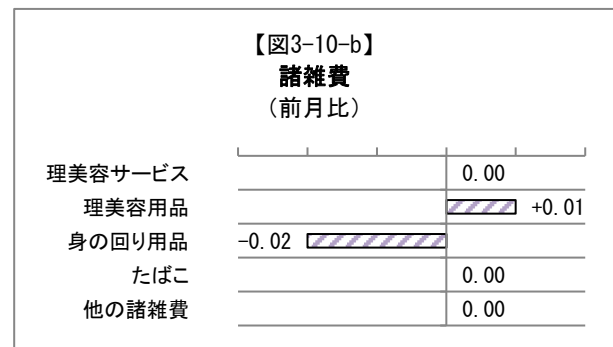 【図3-10-b】
諸雑費
（前月比）
理美容サービス 0.00
理美容用品 +0.01
身の回り用品 -0.02
たばこ 0.00
他の諸雑費 0.00